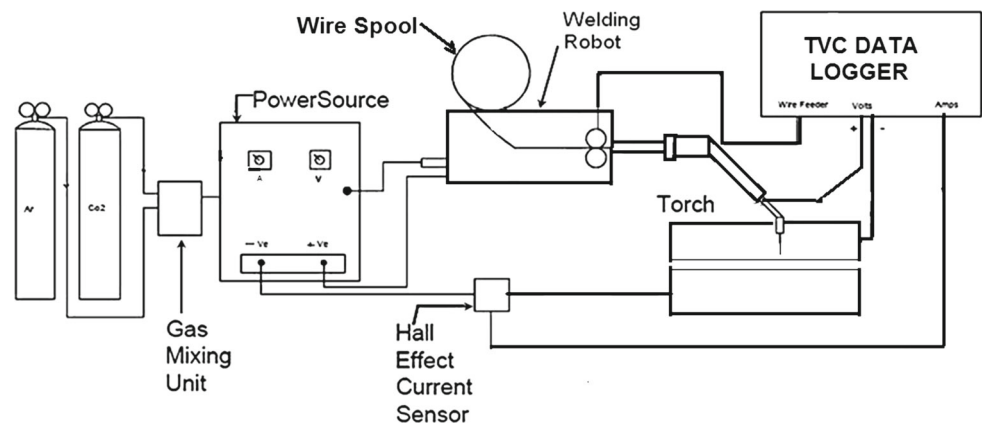 Wire Spool
Welding
Robot
TVC DATA
LOGGER
Wire Feeder
Volts
Amps
+
-
PowerSource
A
V
Ar
Co2
Torch
- Ve
+ Ve
Gas
Mixing
Unit
Hall
Effect
Current
Sensor